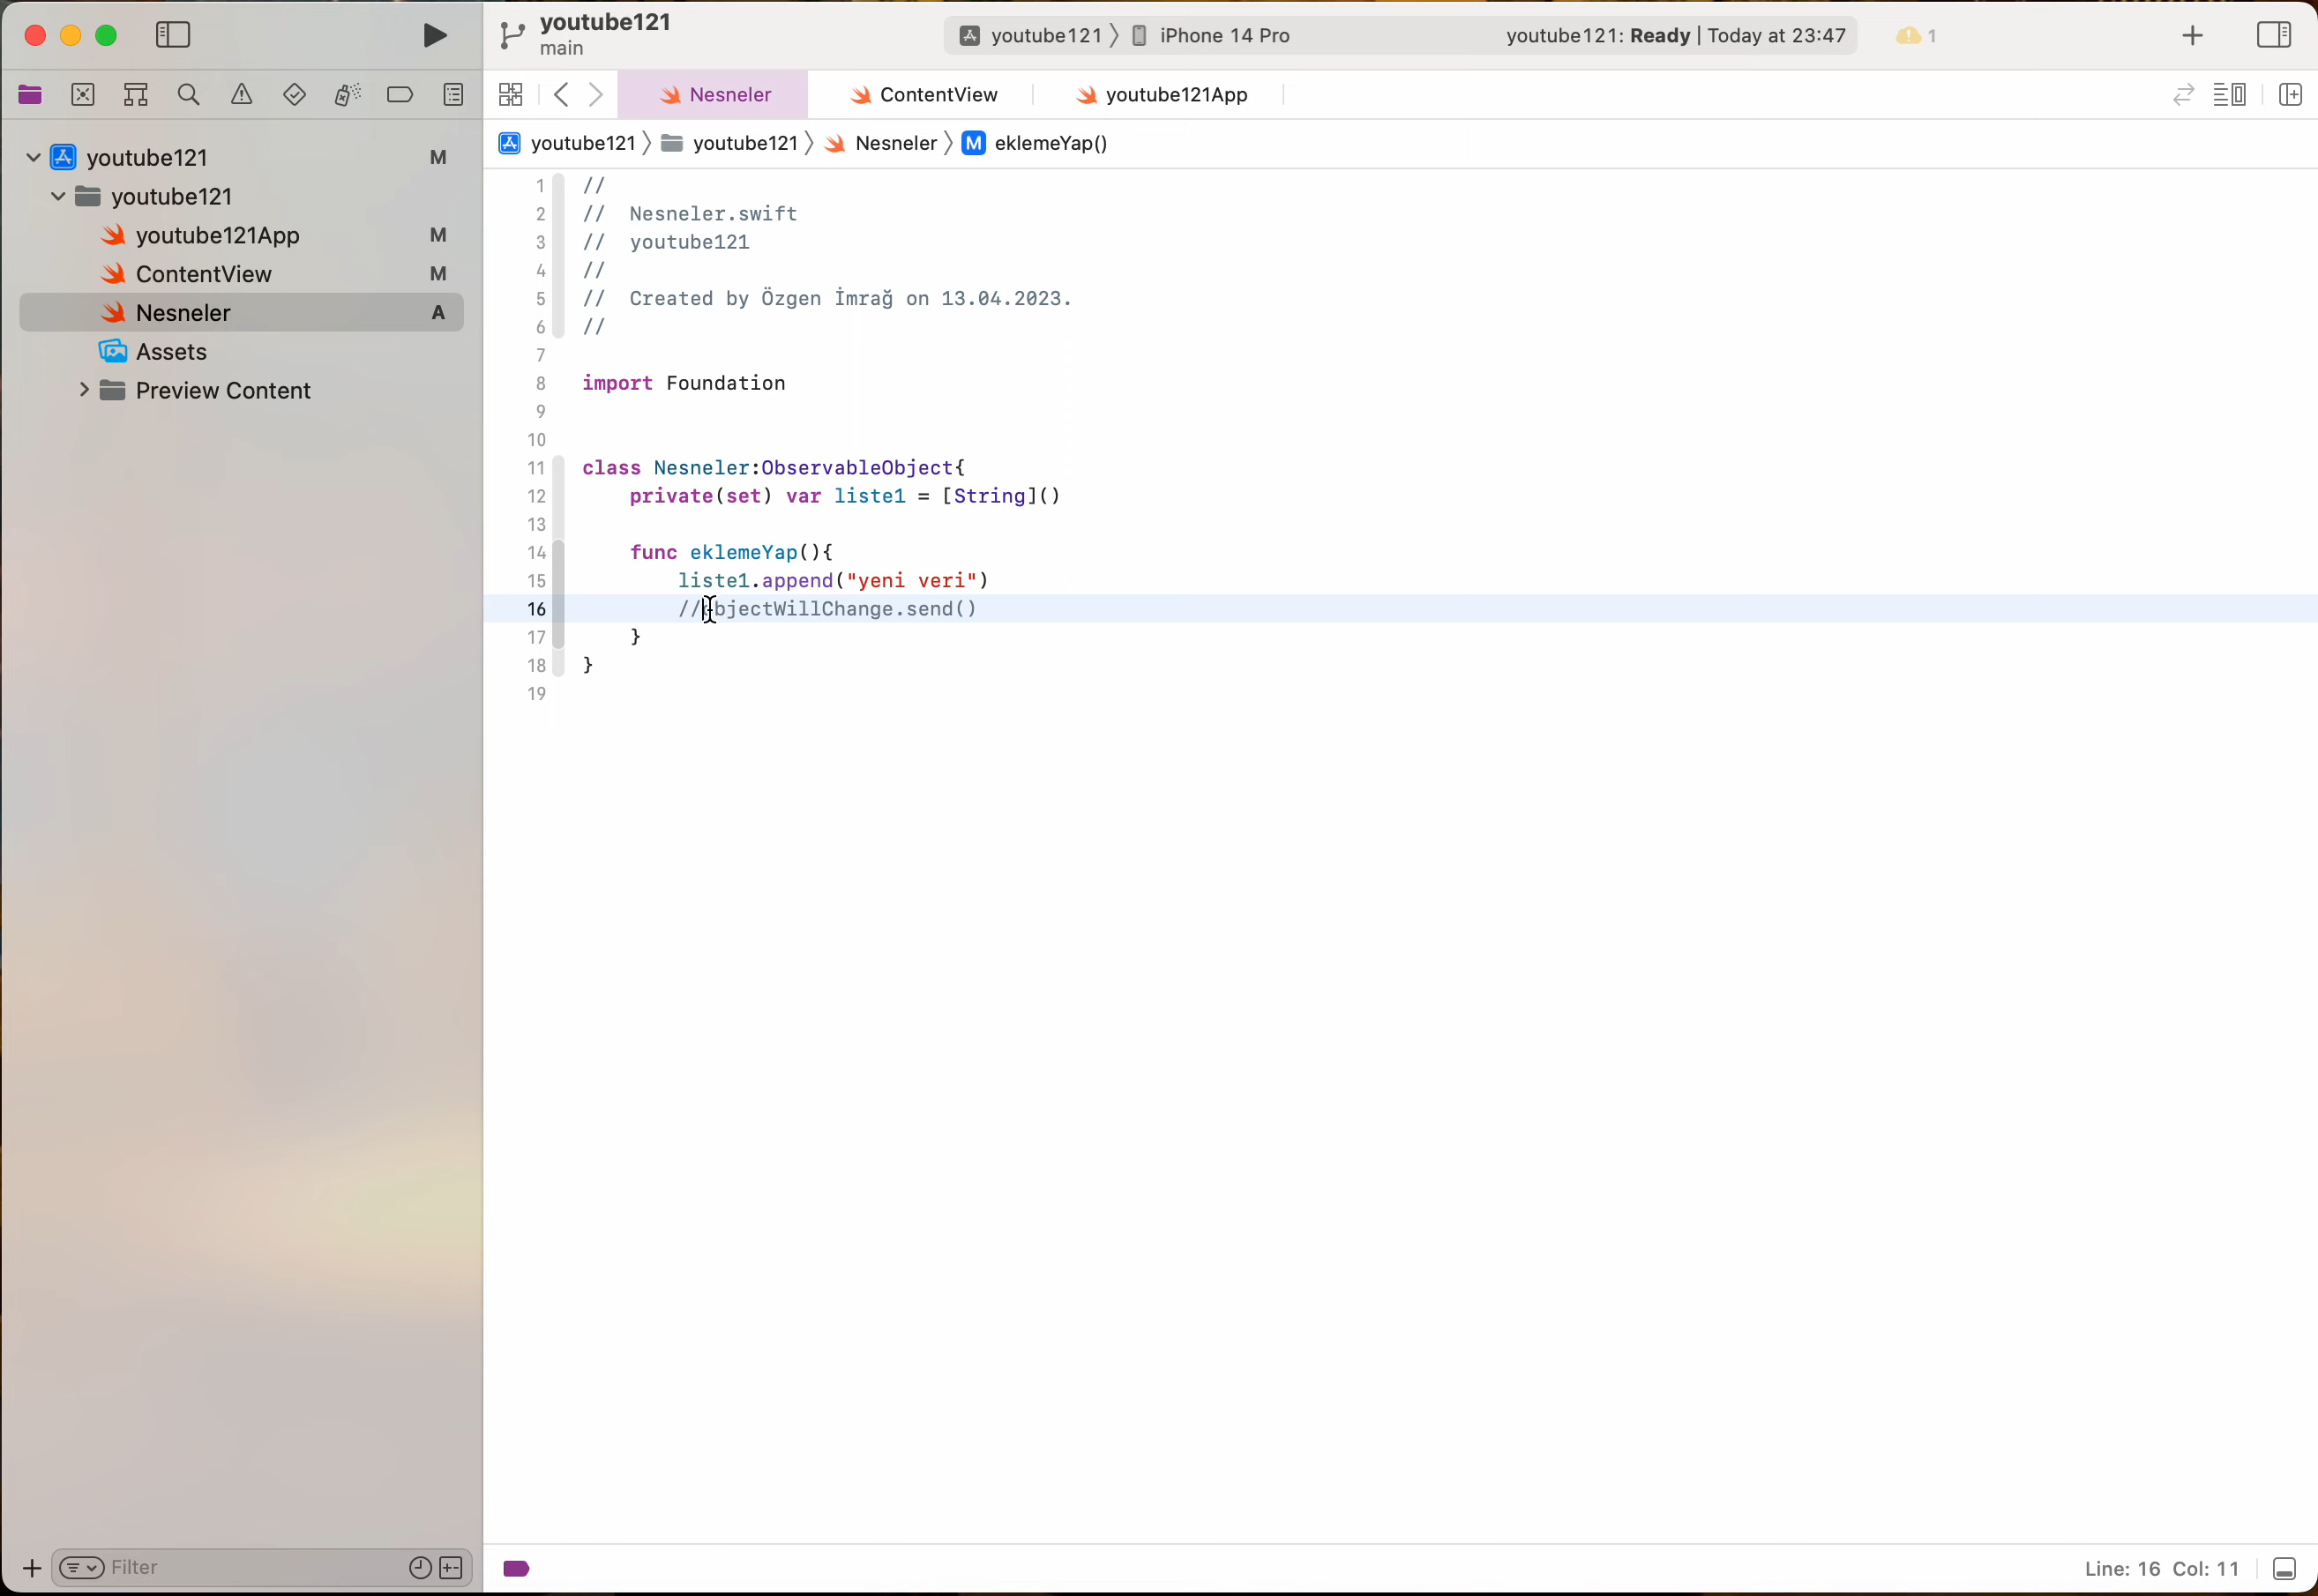 youtube121
main
youtube121 〉 iPhone 14 Pro
youtube121: Ready | Today at 23:47
1
Nesneler
ContentView
youtube121App
youtube121 〉 youtube121 〉 Nesneler 〉 M eklemeYap()
youtube121 M
youtube121
youtube121App M
ContentView M
Nesneler A
Assets
Preview Content
1 //
2 //  Nesneler.swift
3 //  youtube121
4 //
5 //  Created by Özgen İmrağ on 13.04.2023.
6 //
7
8 import Foundation
9
10
11 class Nesneler:ObservableObject{
12     private(set) var liste1 = [String]()
13
14     func eklemeYap(){
15         liste1.append("yeni veri")
16         //objectWillChange.send()
17     }
18 }
19
Filter
Line: 16 Col: 11